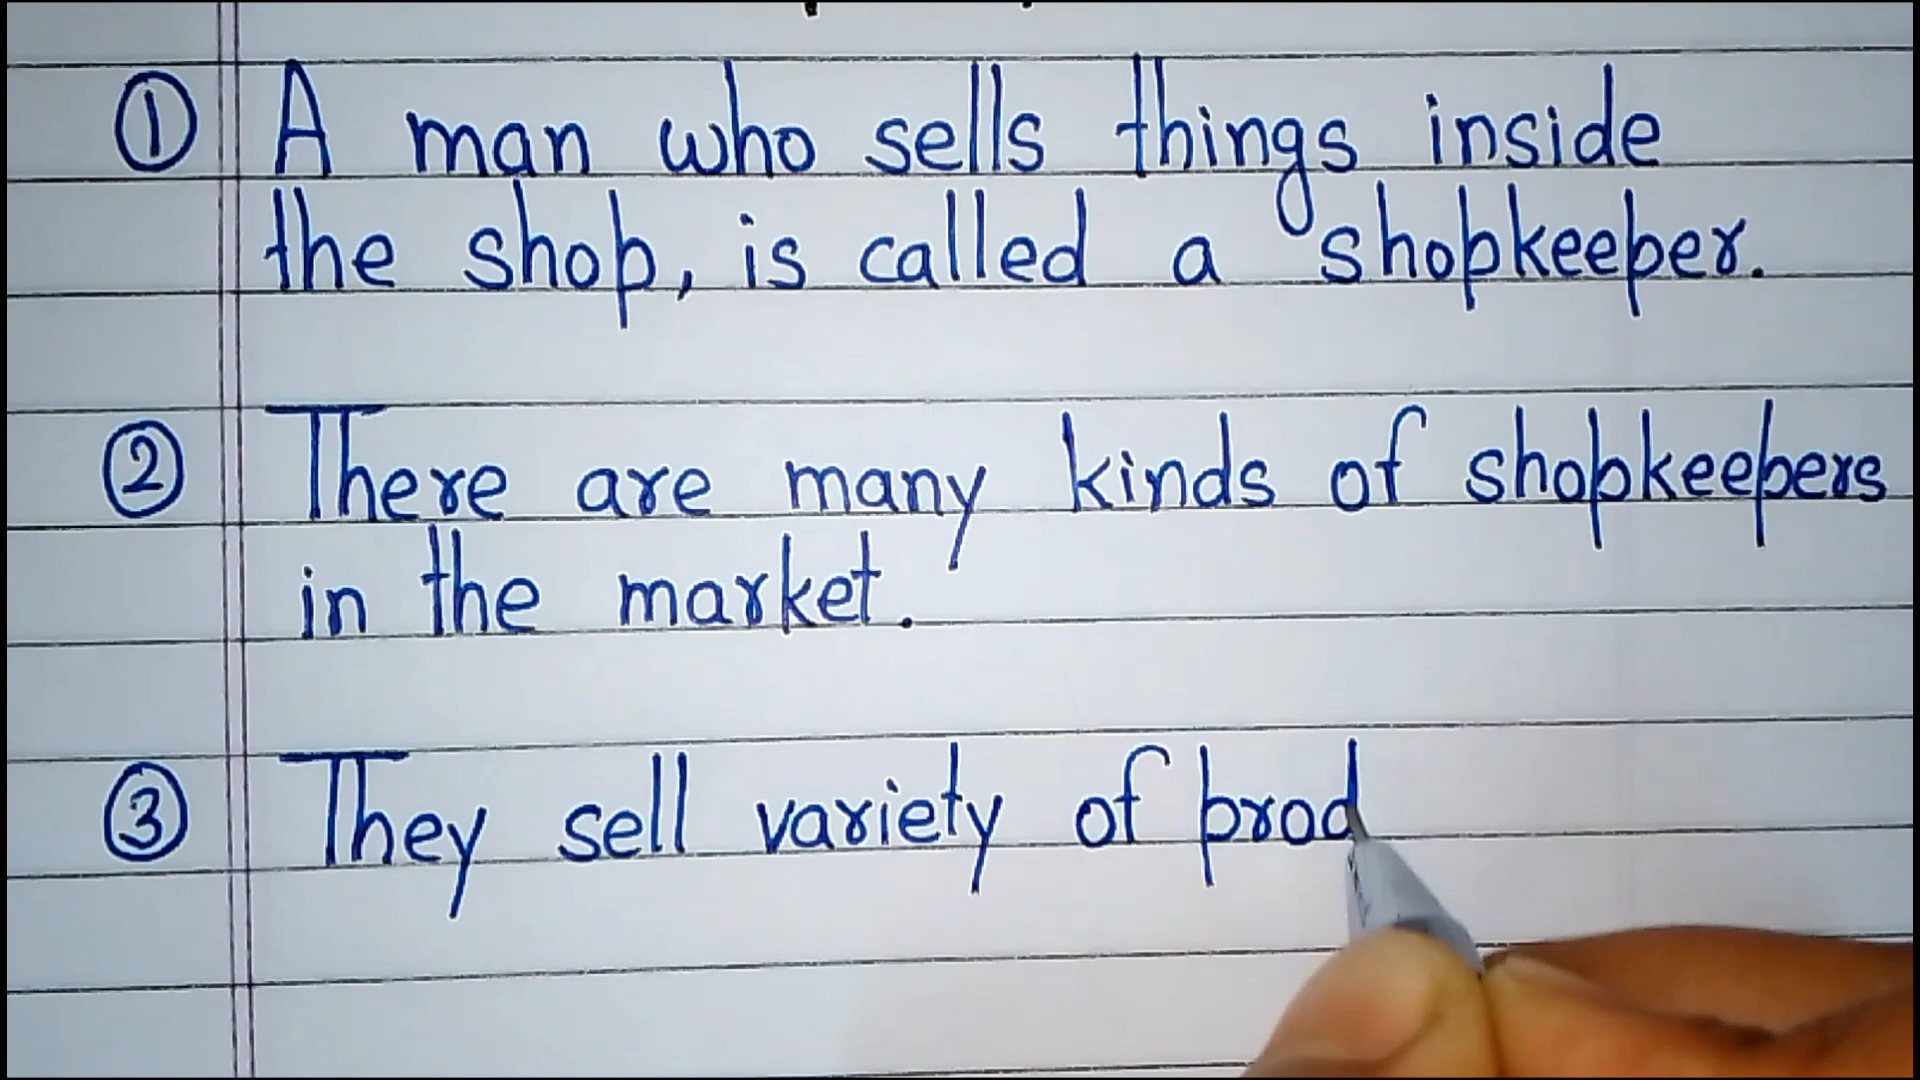 ① A man who sells things inside
the shop, is called a shopkeeper.
② There are many kinds of shopkeepers
in the market.
③ They sell variety of prod